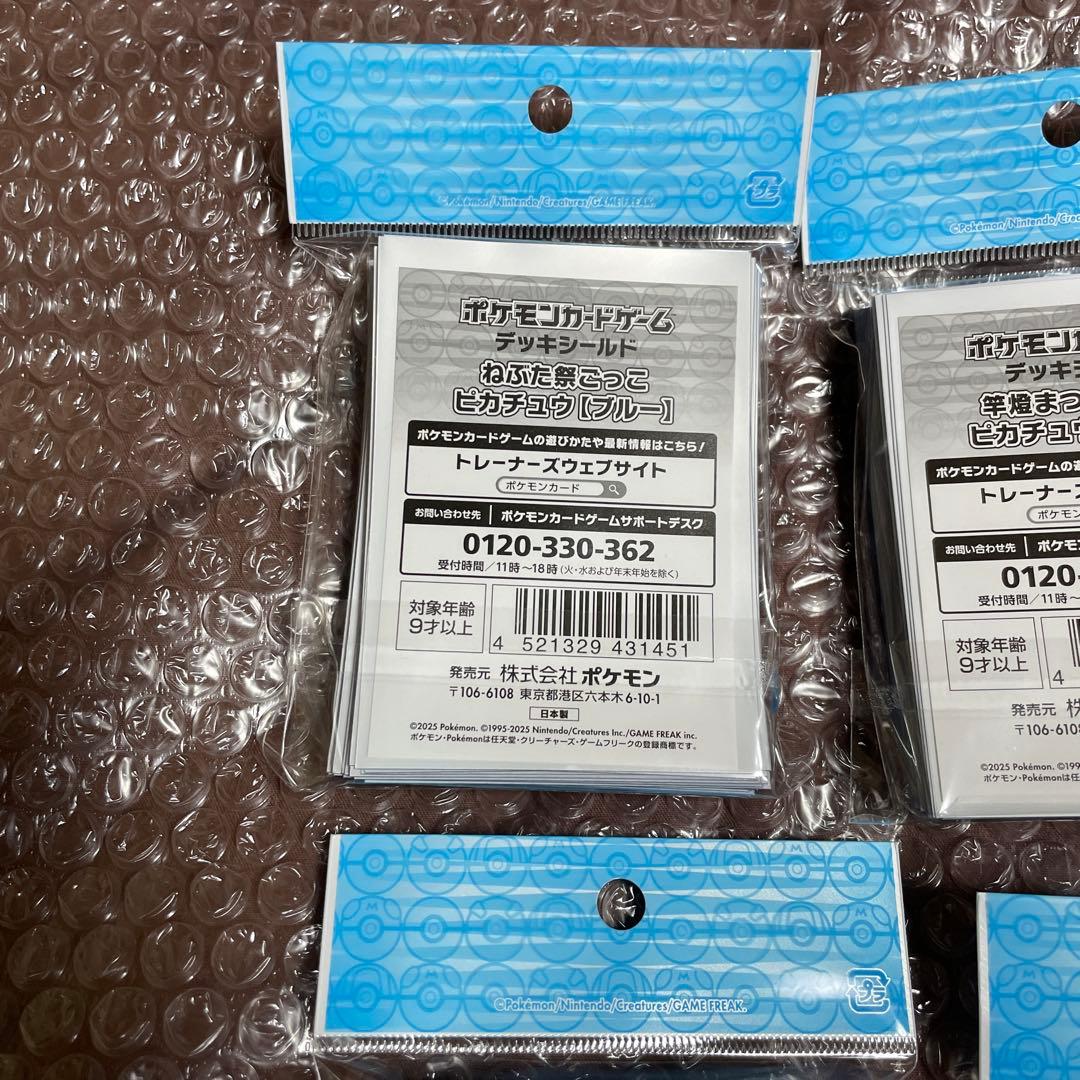 ©Pokémon/Nintendo/Creatures/GAME FREAK.
プラ
ポケモンカードゲーム
デッキシールド
ねぶた祭ごっこ
ピカチュウ【ブルー】
ポケモンカードゲームの遊びかたや最新情報はこちら!
トレーナーズウェブサイト
ポケモンカード
お問い合わせ先 ポケモンカードゲームサポートデスク
0120-330-362
受付時間/11時~18時(火・水および年末年始を除く)
対象年齢
9才以上
4 521329 431451
発売元 株式会社ポケモン
〒106-6108 東京都港区六本木6-10-1
日本製
©2025 Pokémon. ©1995-2025 Nintendo/Creatures Inc./GAME FREAK inc.
ポケモン・Pokémonは任天堂・クリーチャーズ・ゲームフリークの登録商標です。
©Pokémon/Nintendo/Crea
ポケモン
デッキ
竿燈まつ
ピカチュウ
ポケモンカードゲームの遊
トレーナーズ
ポケモン
お問い合わせ先 ポケモン
0120-
受付時間/11時~
対象年齢
9才以上
4
発売元 株
〒106-6108
©2025 Pokémon. ©199
ポケモン・Pokémonは任
©Pokémon/Nintendo/Creatures/GAME FREAK.
プラ